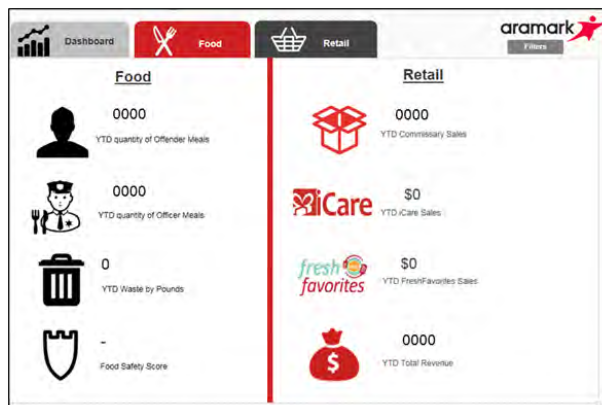 Dashboard
Food
Retail
aramark
Filters
Food
0000
YTD quantity of Offender Meals
0000
YTD quantity of Officer Meals
0
YTD Waste by Pounds
-
Food Safety Score
Retail
0000
YTD Commissary Sales
iCare
$0
YTD iCare Sales
fresh
favorites
$0
YTD FreshFavorites Sales
$
0000
YTD Total Revenue